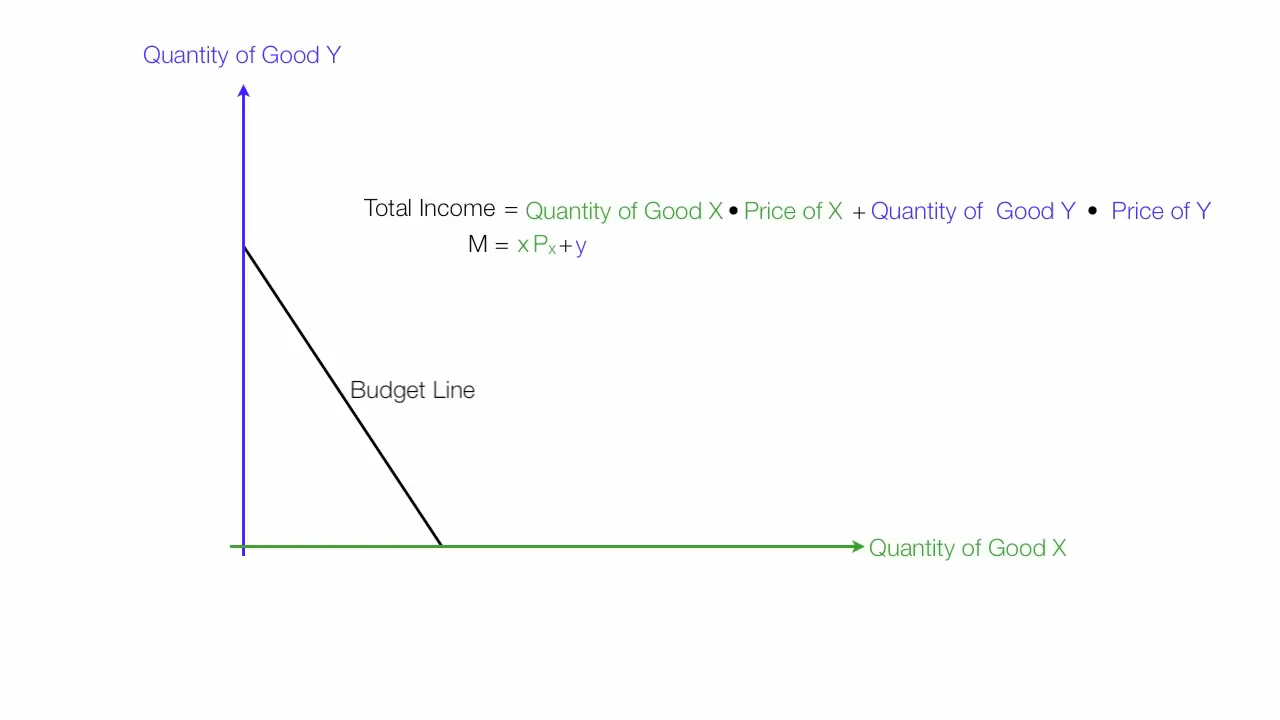 Quantity of Good Y
Total Income = Quantity of Good X • Price of X + Quantity of Good Y • Price of Y
M = x Pₓ + y
Budget Line
Quantity of Good X